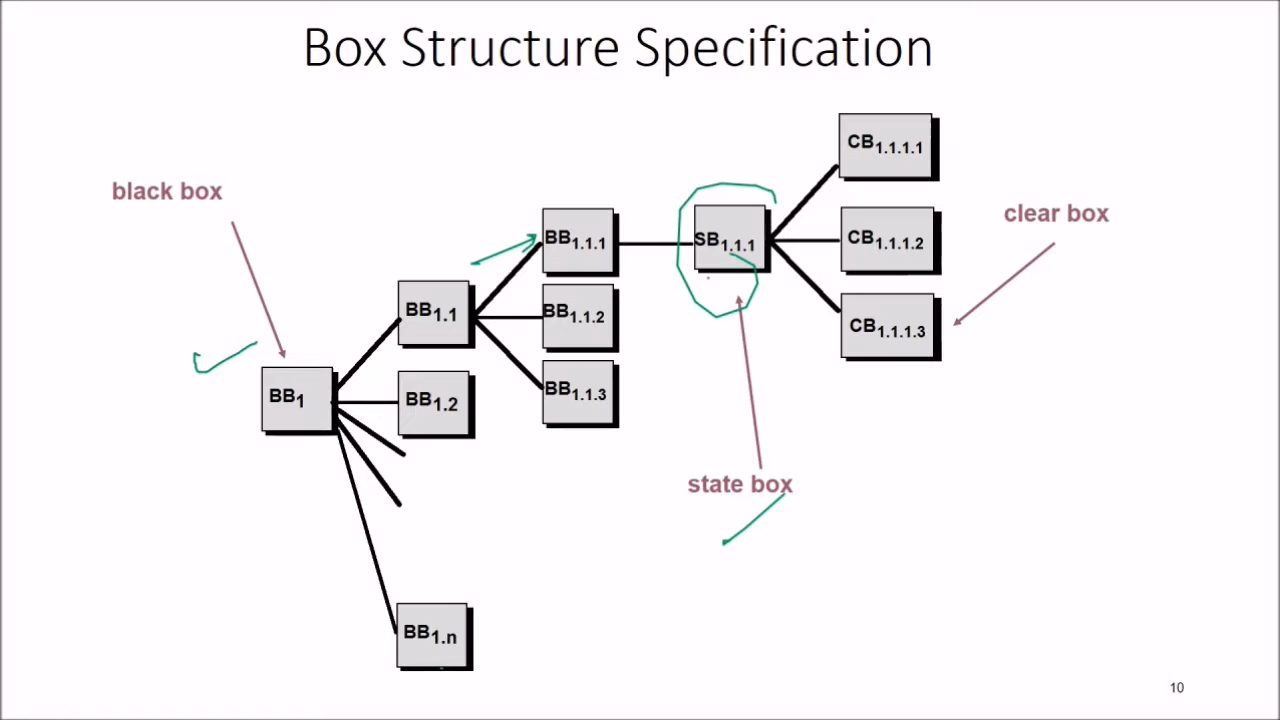 Box Structure Specification
black box
clear box
state box
BB1
BB1.1
BB1.2
BB1.n
BB1.1.1
BB1.1.2
BB1.1.3
SB1.1.1
CB1.1.1.1
CB1.1.1.2
CB1.1.1.3
10